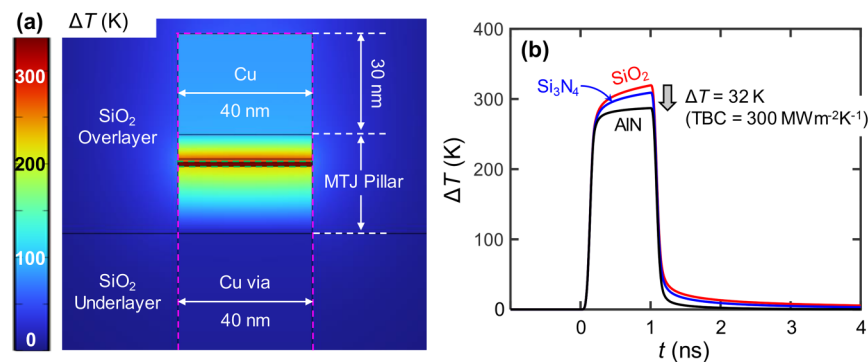 (a)
ΔT (K)
300
200
100
0
SiO2
Overlayer
Cu
40 nm
30 nm
MTJ Pillar
SiO2
Underlayer
Cu via
40 nm
(b)
400
300
200
100
0
ΔT (K)
Si3N4
SiO2
AlN
ΔT = 32 K
(TBC = 300 MWm-2K-1)
0
1
2
3
4
t (ns)